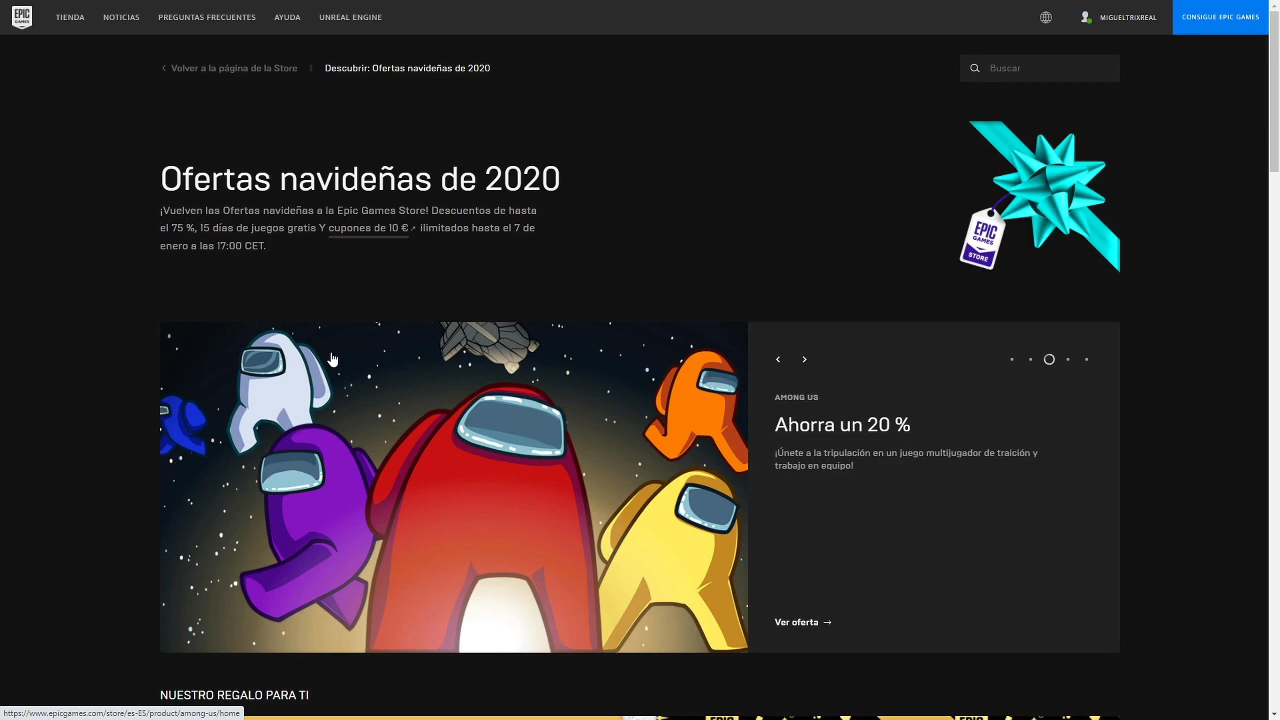 EPIC GAMES
TIENDA
NOTICIAS
PREGUNTAS FRECUENTES
AYUDA
UNREAL ENGINE
MIGUELTRIXREAL
CONSIGUE EPIC GAMES
Volver a la página de la Store
Descubrir: Ofertas navideñas de 2020
Buscar
Ofertas navideñas de 2020
¡Vuelven las Ofertas navideñas a la Epic Games Store! Descuentos de hasta
el 75 %, 15 días de juegos gratis Y cupones de 10 € ilimitados hasta el 7 de
enero a las 17:00 CET.
EPIC
GAMES
STORE
AMONG US
Ahorra un 20 %
¡Únete a la tripulación en un juego multijugador de traición y
trabajo en equipo!
Ver oferta →
NUESTRO REGALO PARA TI
https://www.epicgames.com/store/es-ES/product/among-us/home